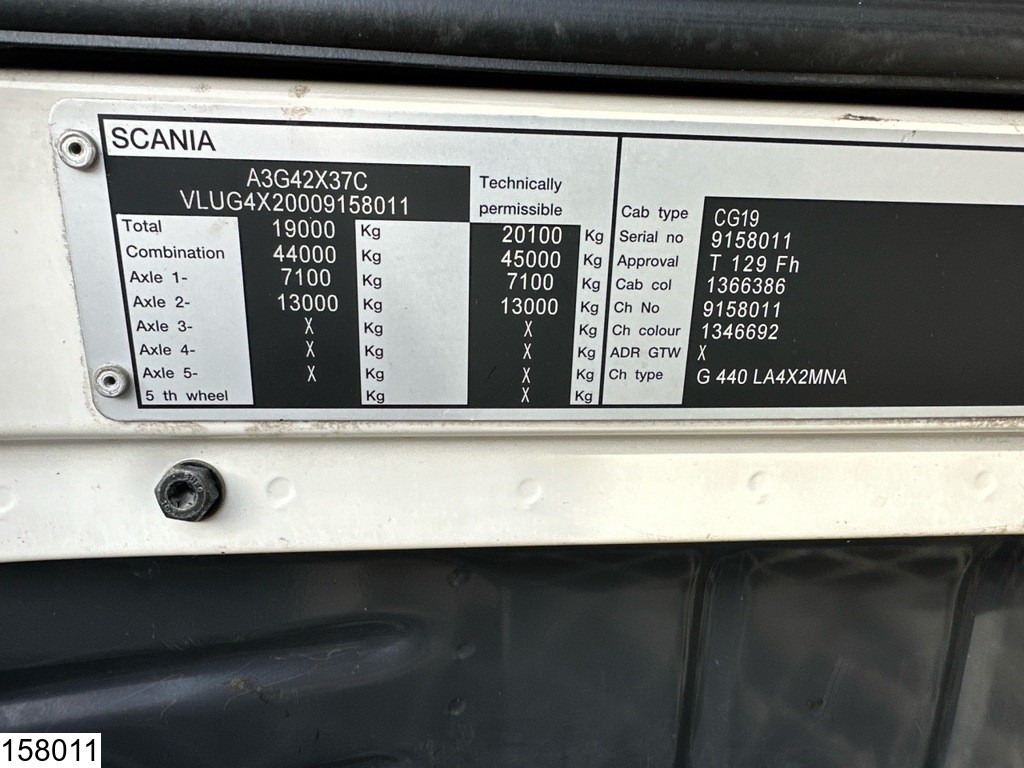 SCANIA
A3G42X37C
VLUG4X20009158011
Technically
permissible
Total 19000 Kg 20100 Kg
Combination 44000 Kg 45000 Kg
Axle 1- 7100 Kg 7100 Kg
Axle 2- 13000 Kg 13000 Kg
Axle 3- X Kg X Kg
Axle 4- X Kg X Kg
Axle 5- X Kg X Kg
5 th wheel Kg X Kg
Cab type CG19
Serial no 9158011
Approval T 129 Fh
Cab col 1366386
Ch No 9158011
Ch colour 1346692
ADR GTW X
Ch type G 440 LA4X2MNA
158011